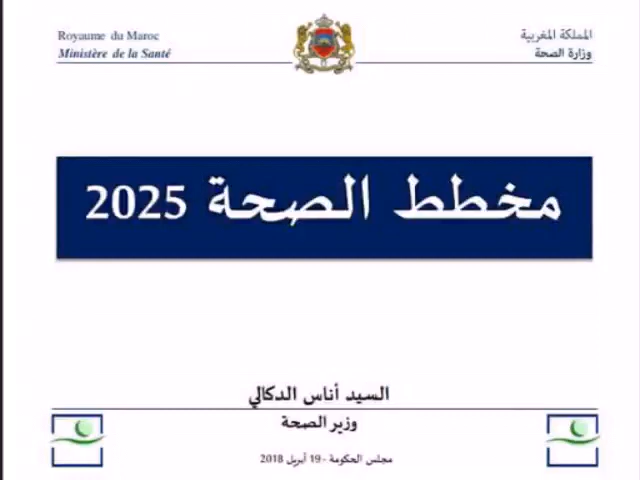 Royaume du Maroc
Ministère de la Santé
المملكة المغربية
وزارة الصحة
مخطط الصحة 2025
السيد أناس الدكالي
وزير الصحة
مجلس الحكومة - 19 أبريل 2018